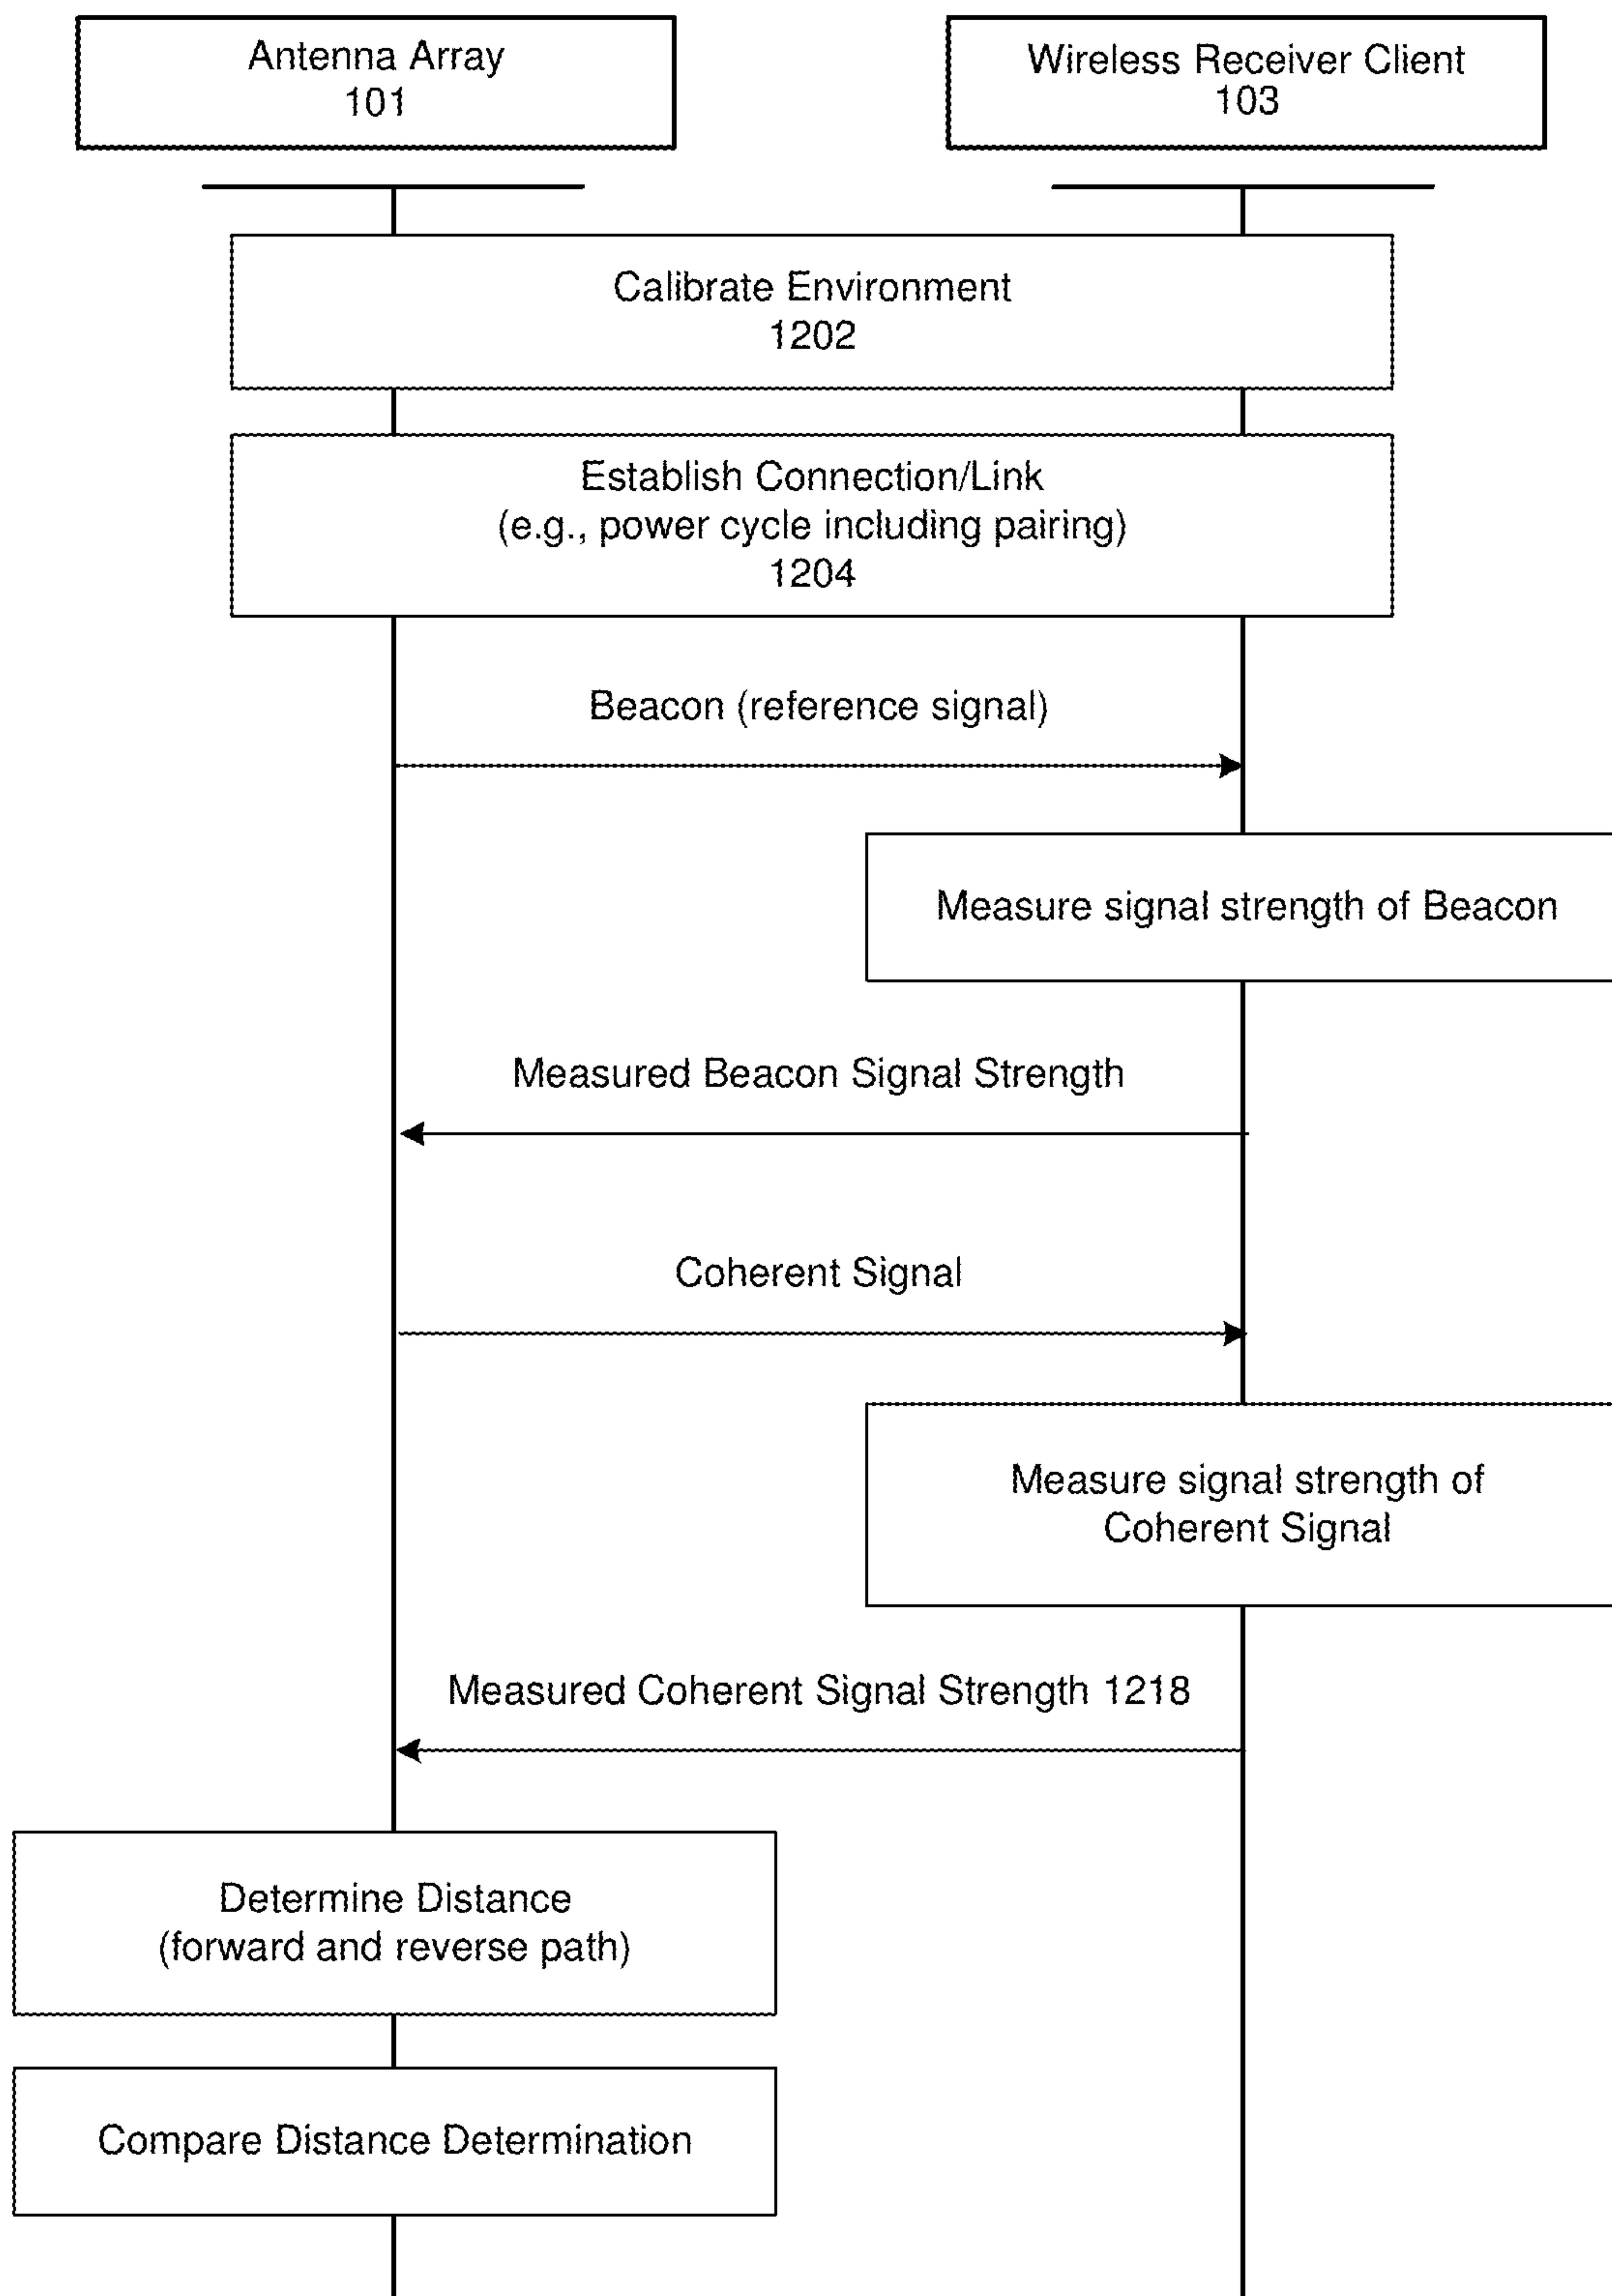 Antenna Array
101
Wireless Receiver Client
103
Calibrate Environment
1202
Establish Connection/Link
(e.g., power cycle including pairing)
1204
Beacon (reference signal)
Measure signal strength of Beacon
Measured Beacon Signal Strength
Coherent Signal
Measure signal strength of
Coherent Signal
Measured Coherent Signal Strength 1218
Determine Distance
(forward and reverse path)
Compare Distance Determination